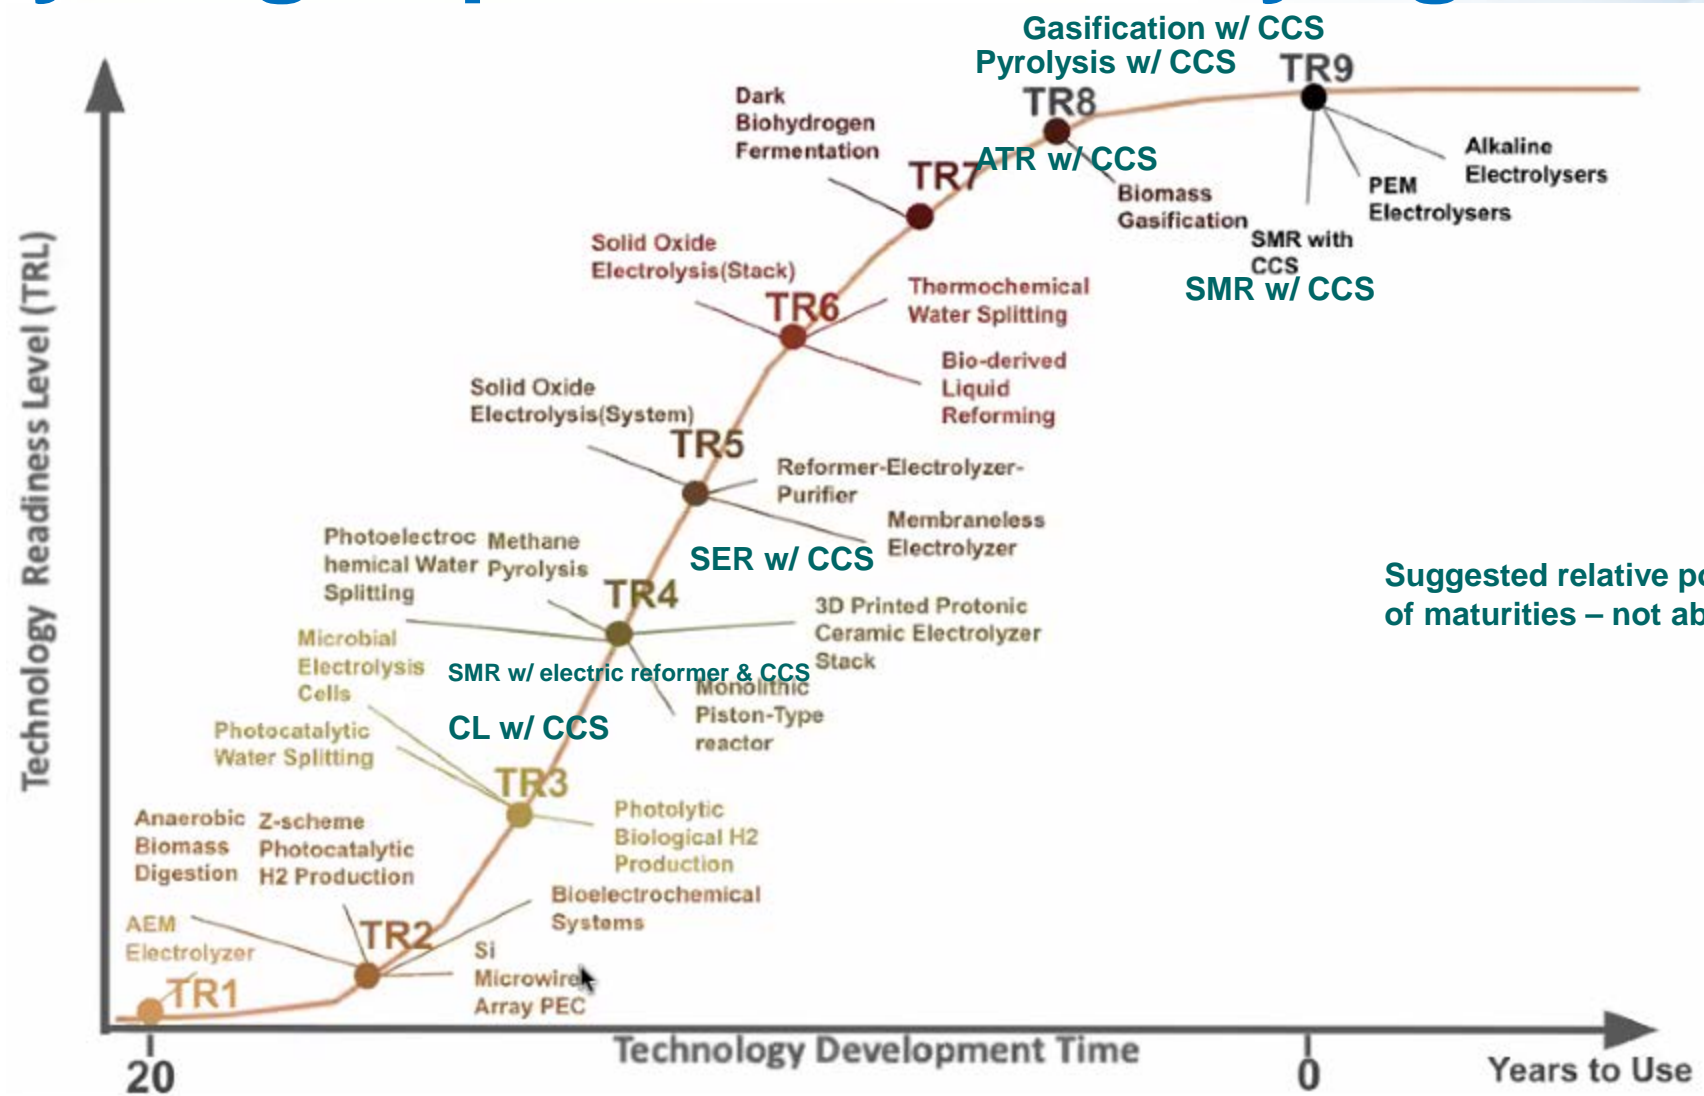 Gasification w/ CCS
Pyrolysis w/ CCS
TR9
TR8
Dark
Biohydrogen
Fermentation
ATR w/ CCS
TR7
Alkaline
Electrolysers
PEM
Electrolysers
Biomass
Gasification
SMR with
CCS
SMR w/ CCS
Solid Oxide
Electrolysis(Stack)
TR6
Thermochemical
Water Splitting
Bio-derived
Liquid
Reforming
Solid Oxide
Electrolysis(System)
TR5
Reformer-Electrolyzer-
Purifier
Membraneless
Electrolyzer
SER w/ CCS
Photoelectroc
hemical Water
Splitting
Methane
Pyrolysis
TR4
3D Printed Protonic
Ceramic Electrolyzer
Stack
Suggested relative
of maturities – not
Microbial
Electrolysis
Cells
SMR w/ electric reformer & CCS
Monolithic
Piston-Type
reactor
CL w/ CCS
Photocatalytic
Water Splitting
TR3
Photolytic
Biological H2
Production
Anaerobic
Biomass
Digestion
Z-scheme
Photocatalytic
H2 Production
Bioelectrochemical
Systems
TR2
AEM
Electrolyzer
Si
Microwire
Array PEC
TR1
Technology Readiness Level (TRL)
Technology Development Time
20
0
Years to Use